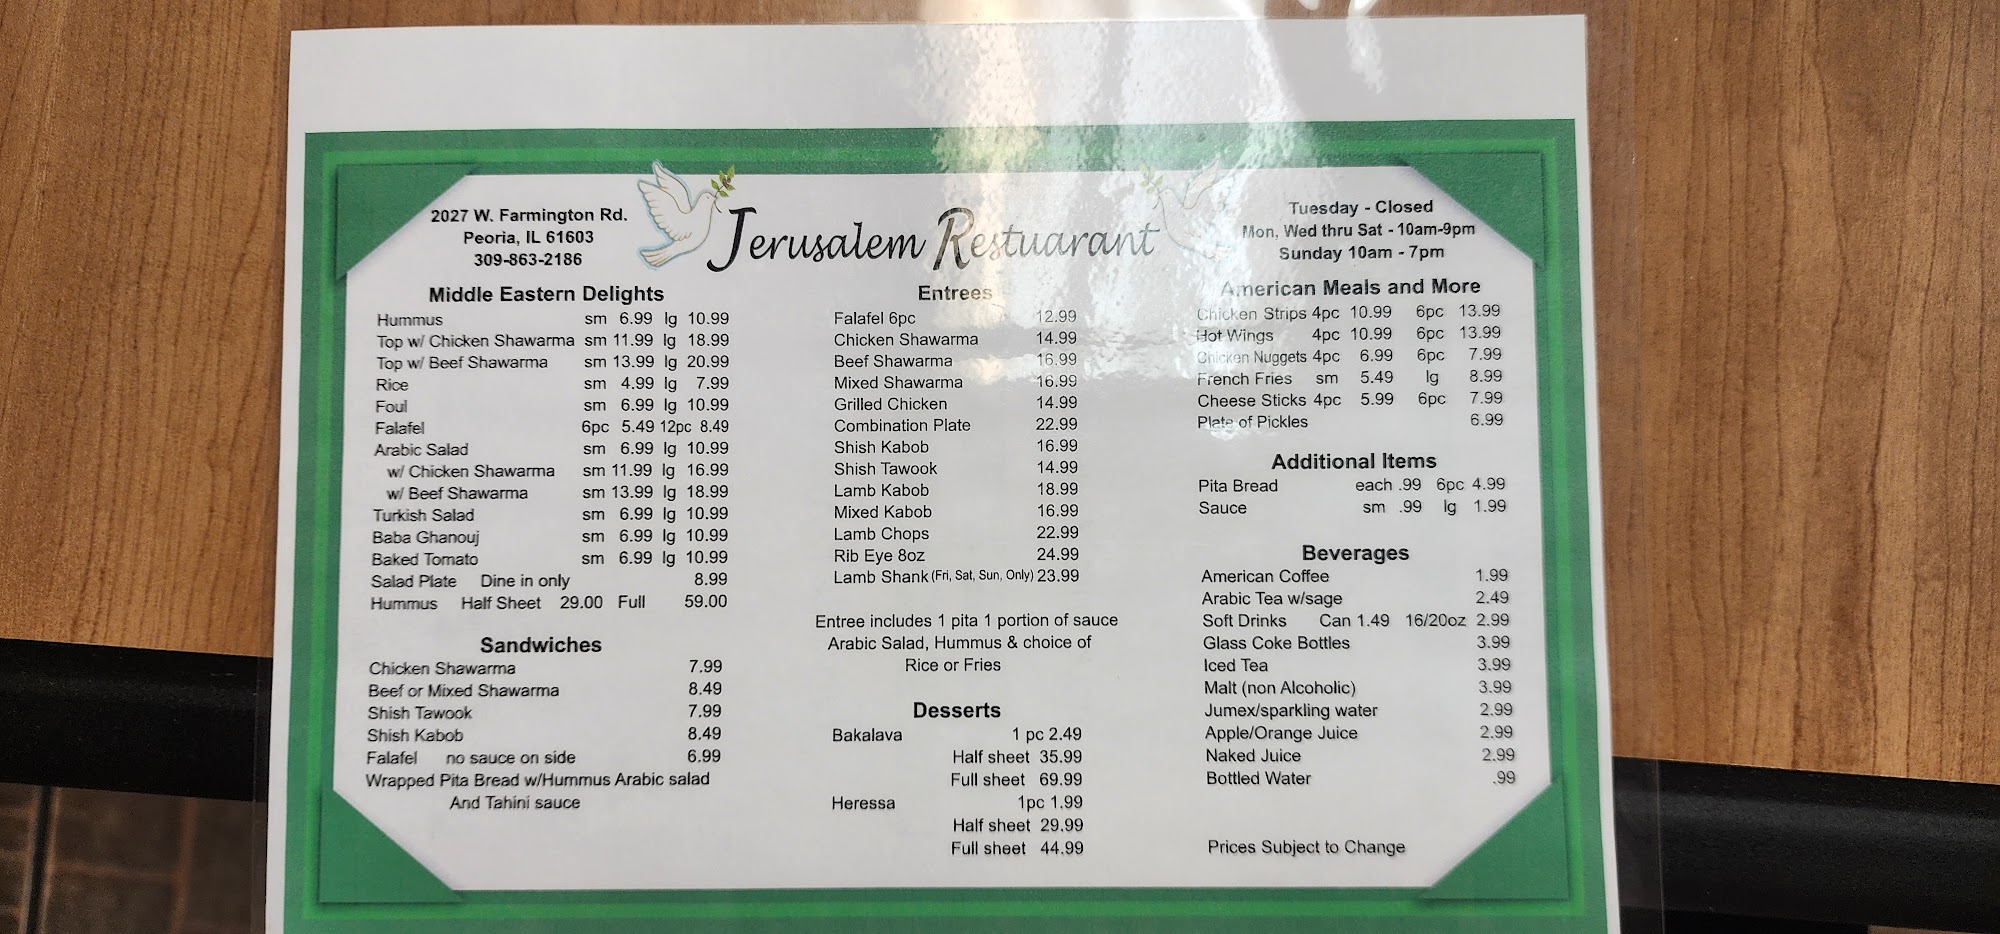 2027 W. Farmington Rd.
Peoria, IL 61603
309-863-2186
Jerusalem Restuarant
Tuesday - Closed
Mon, Wed thru Sat - 10am-9pm
Sunday 10am - 7pm
Middle Eastern Delights
Hummus sm 6.99 lg 10.99
Top w/ Chicken Shawarma sm 11.99 lg 18.99
Top w/ Beef Shawarma sm 13.99 lg 20.99
Rice sm 4.99 lg 7.99
Foul sm 6.99 lg 10.99
Falafel 6pc 5.49 12pc 8.49
Arabic Salad sm 6.99 lg 10.99
w/ Chicken Shawarma sm 11.99 lg 16.99
w/ Beef Shawarma sm 13.99 lg 18.99
Turkish Salad sm 6.99 lg 10.99
Baba Ghanouj sm 6.99 lg 10.99
Baked Tomato sm 6.99 lg 10.99
Salad Plate Dine in only 8.99
Hummus Half Sheet 29.00 Full 59.00
Sandwiches
Chicken Shawarma 7.99
Beef or Mixed Shawarma 8.49
Shish Tawook 7.99
Shish Kabob 8.49
Falafel no sauce on side 6.99
Wrapped Pita Bread w/Hummus Arabic salad
And Tahini sauce
Entrees
Falafel 6pc 12.99
Chicken Shawarma 14.99
Beef Shawarma 16.99
Mixed Shawarma 16.99
Grilled Chicken 14.99
Combination Plate 22.99
Shish Kabob 16.99
Shish Tawook 14.99
Lamb Kabob 18.99
Mixed Kabob 16.99
Lamb Chops 22.99
Rib Eye 8oz 24.99
Lamb Shank (Fri, Sat, Sun, Only) 23.99
Entree includes 1 pita 1 portion of sauce
Arabic Salad, Hummus & choice of
Rice or Fries
Desserts
Bakalava 1 pc 2.49
Half sheet 35.99
Full sheet 69.99
Heressa 1pc 1.99
Half sheet 29.99
Full sheet 44.99
American Meals and More
Chicken Strips 4pc 10.99 6pc 13.99
Hot Wings 4pc 10.99 6pc 13.99
Chicken Nuggets 4pc 6.99 6pc 7.99
French Fries sm 5.49 lg 8.99
Cheese Sticks 4pc 5.99 6pc 7.99
Plate of Pickles 6.99
Additional Items
Pita Bread each .99 6pc 4.99
Sauce sm .99 lg 1.99
Beverages
American Coffee 1.99
Arabic Tea w/sage 2.49
Soft Drinks Can 1.49 16/20oz 2.99
Glass Coke Bottles 3.99
Iced Tea 3.99
Malt (non Alcoholic) 3.99
Jumex/sparkling water 2.99
Apple/Orange Juice 2.99
Naked Juice 2.99
Bottled Water .99
Prices Subject to Change